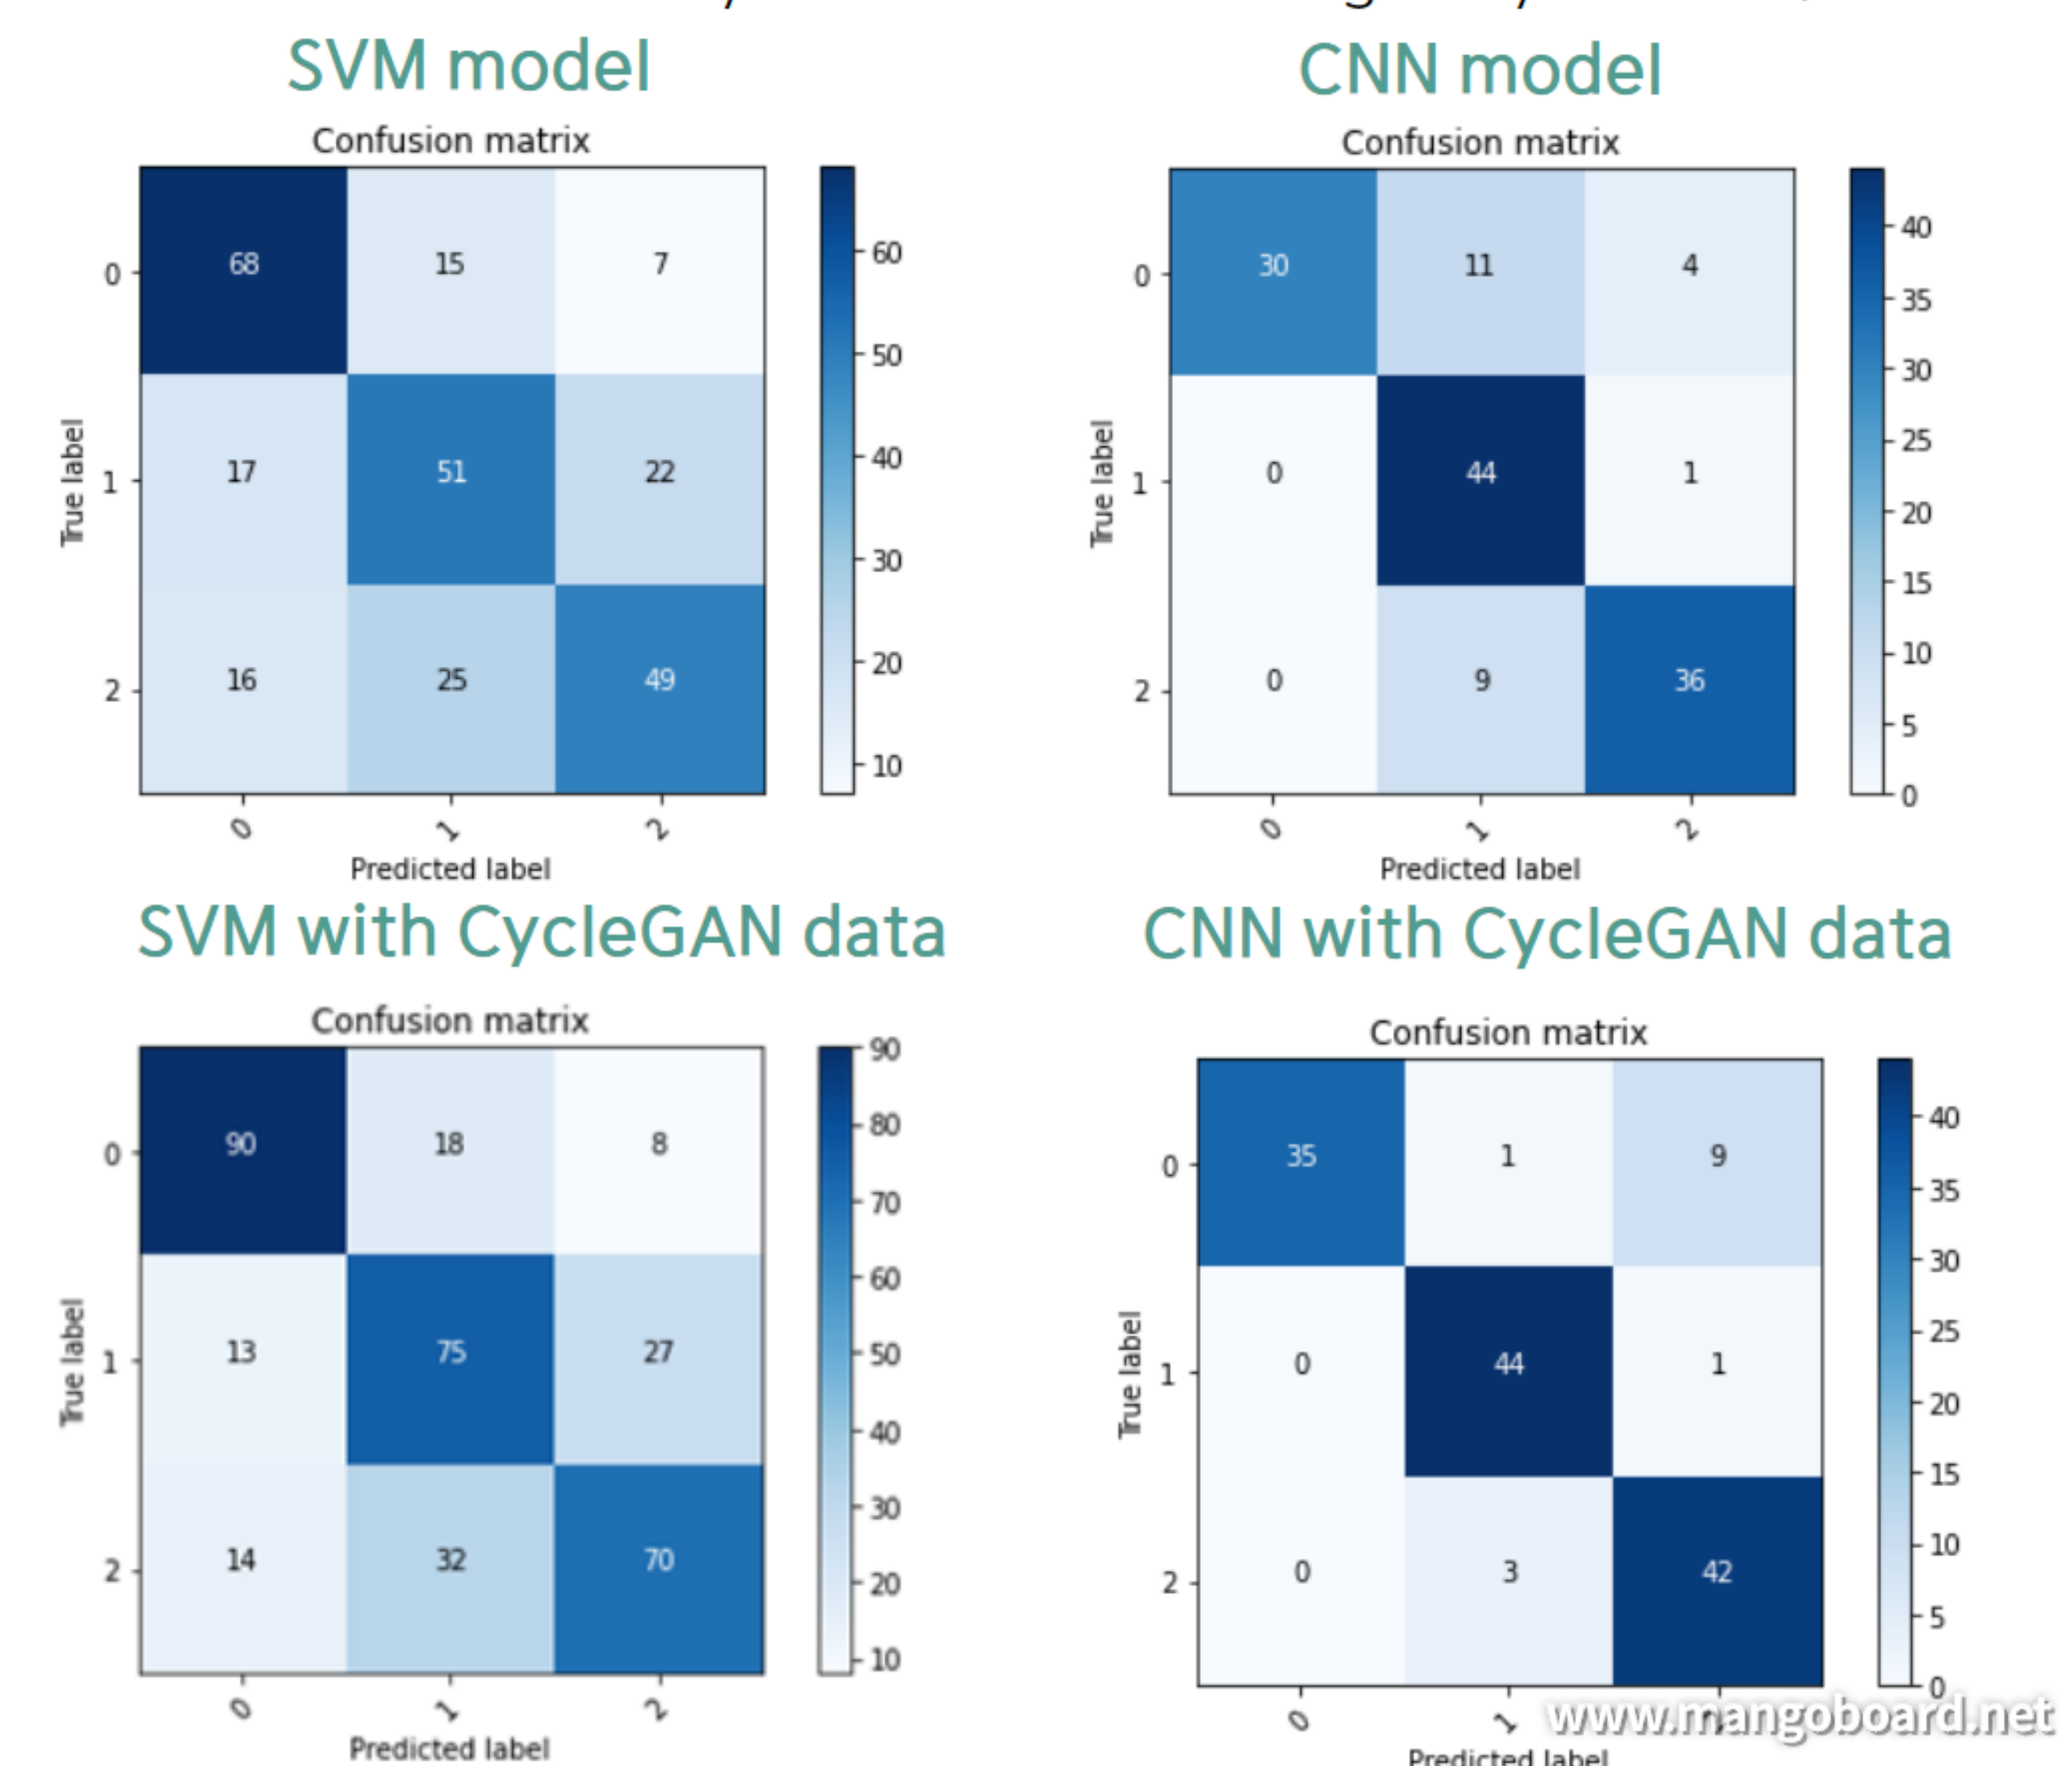 SVM model
Confusion matrix
68 15 7
17 51 22
16 25 49
0
1
2
True label
0 1 2
Predicted label
60
50
40
30
20
10
CNN model
Confusion matrix
30 11 4
0 44 1
0 9 36
0
1
2
True label
0 1 2
Predicted label
40
35
30
25
20
15
10
5
0
SVM with CycleGAN data
Confusion matrix
90 18 8
13 75 27
14 32 70
0
1
2
True label
0 1 2
Predicted label
90
80
70
60
50
40
30
20
10
CNN with CycleGAN data
Confusion matrix
35 1 9
0 44 1
0 3 42
0
1
2
True label
0 1
Predicted label
40
35
30
25
20
15
10
5
0
www.mangoboard.net